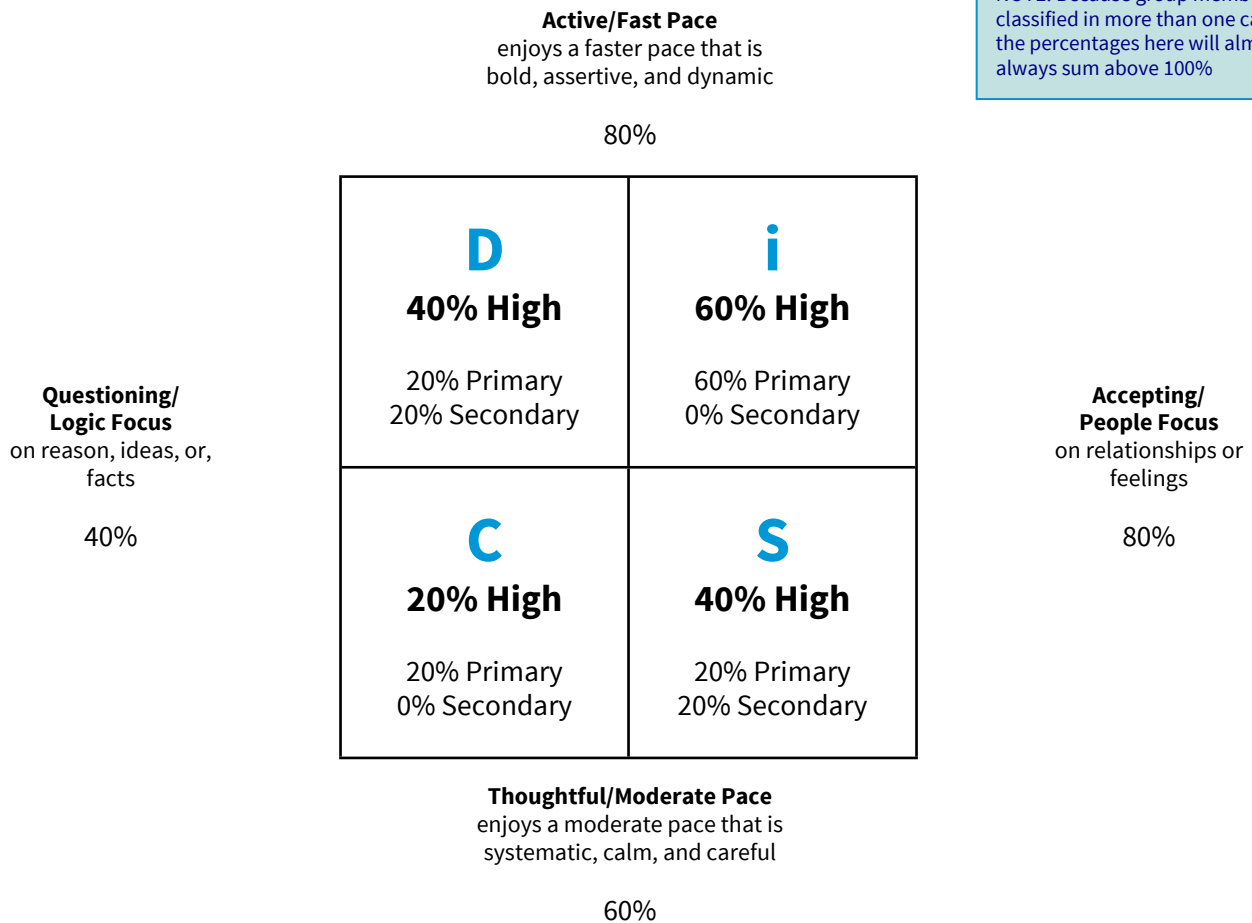 Active/Fast Pace
enjoys a faster pace that is
bold, assertive, and dynamic
80%
classified in more than one
the percentages here will
always sum above 100%
D
40% High
20% Primary
20% Secondary
i
60% High
60% Primary
0% Secondary
Questioning/
Logic Focus
on reason, ideas, or,
facts
40%
Accepting/
People Focus
on relationships or
feelings
80%
C
20% High
20% Primary
0% Secondary
S
40% High
20% Primary
20% Secondary
Thoughtful/Moderate Pace
enjoys a moderate pace that is
systematic, calm, and careful
60%